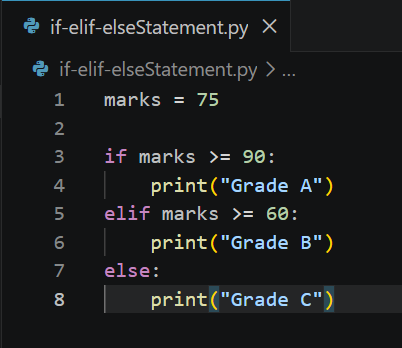 if-elif-elseStatement.py ×
if-elif-elseStatement.py > ...
1 marks = 75
2
3 if marks >= 90:
4     print("Grade A")
5 elif marks >= 60:
6     print("Grade B")
7 else:
8     print("Grade C")